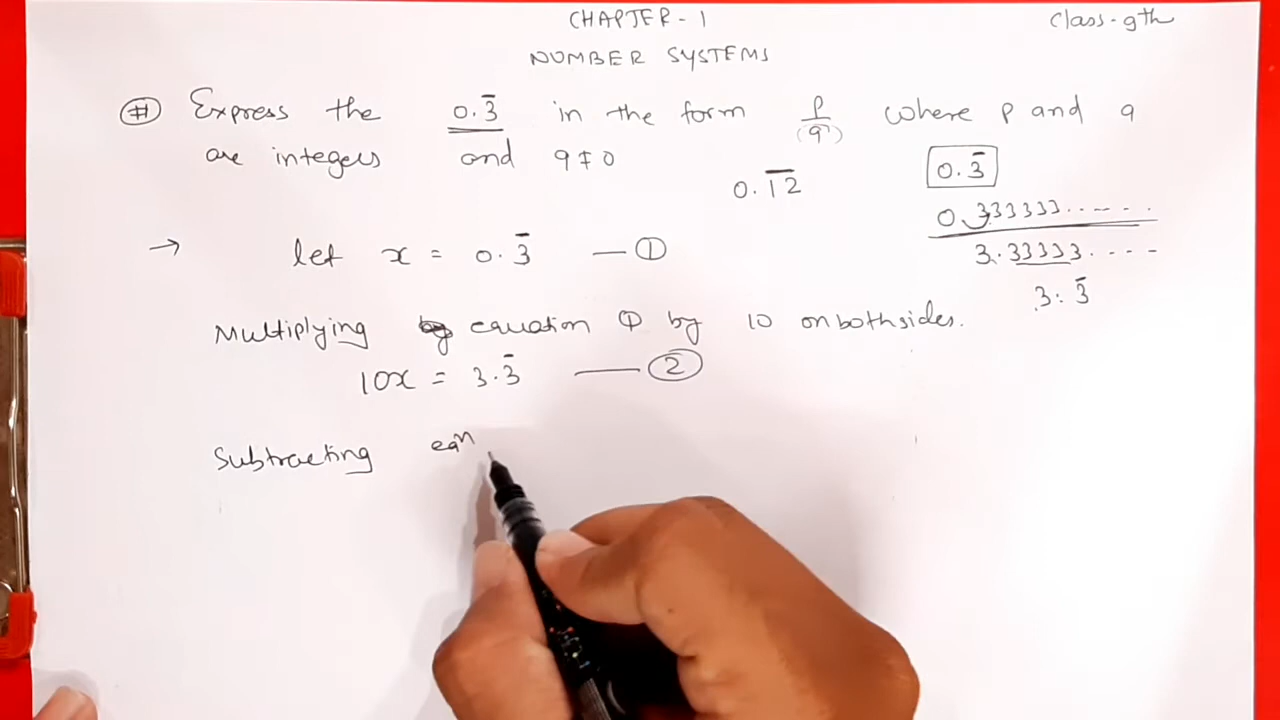 CHAPTER - 1
Class - 9th
NUMBER SYSTEMS
# Express the 0.3̅ in the form p/q where p and q
are integers and q ≠ 0
0.1̅2̅
0.3̅
0.333333......
3.33333....
3.3̅
→ let x = 0.3̅ — ①
Multiplying equation ① by 10 on both sides.
10x = 3.3̅ — ②
Subtracting eqn